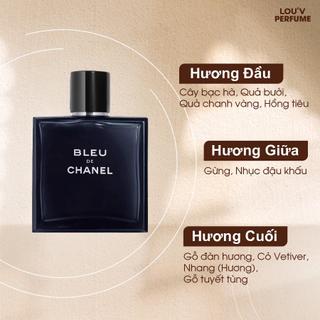 LOU'V
PERFUME
BLEU
DE
CHANEL
Hương Đầu
Cây bạc hà, Quả bưởi,
Quả chanh vàng, Hồng tiêu
Hương Giữa
Gừng, Nhục đậu khấu
Hương Cuối
Gỗ đàn hương, Cỏ Vetiver,
Nhang (Hương),
Gỗ tuyết tùng